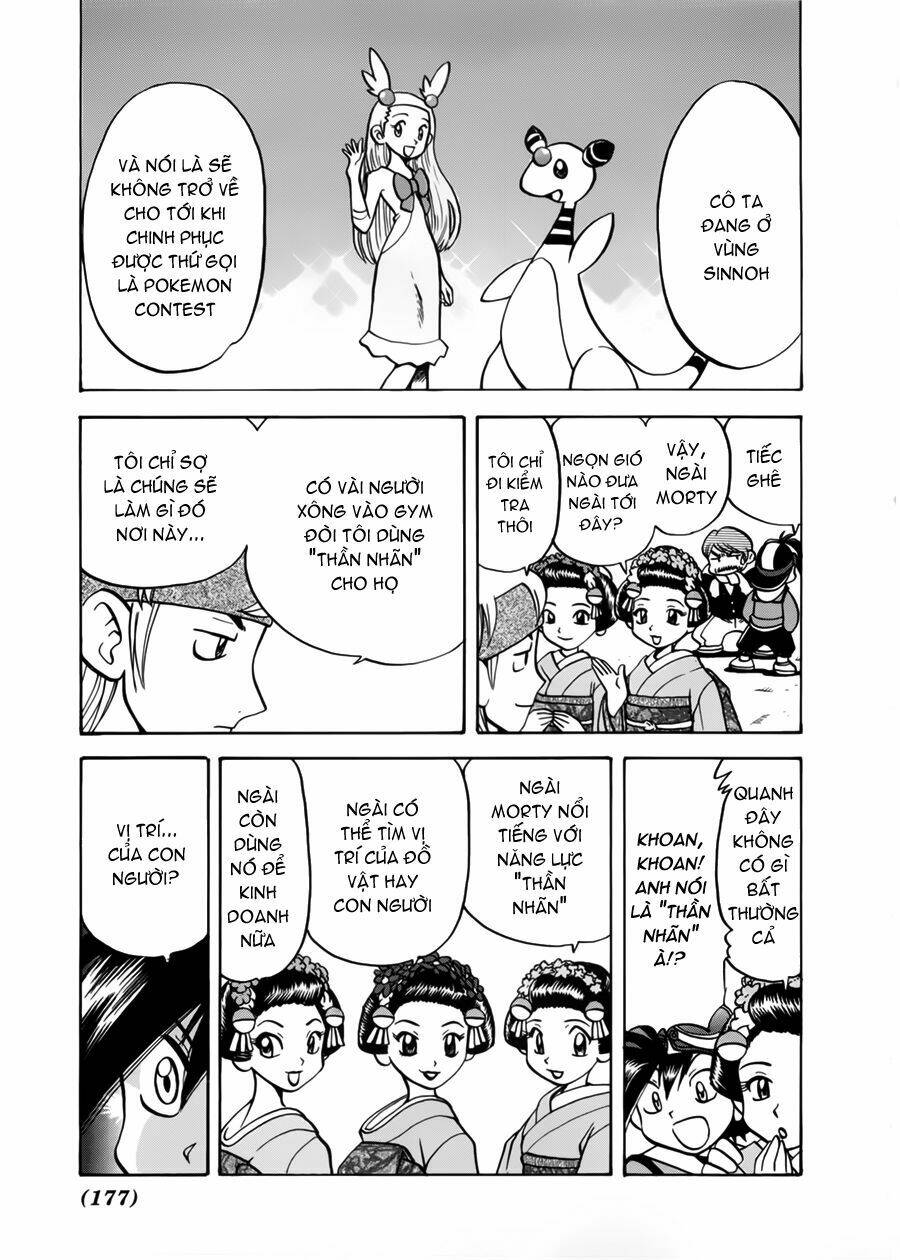 CÔ TA
ĐANG Ở
VÙNG
SINNOH
VÀ NÓI LÀ SẼ
KHÔNG TRỞ VỀ
CHO TỚI KHI
CHINH PHỤC
ĐƯỢC THỨ GỌI
LÀ POKEMON
CONTEST
TIẾC
GHÊ
VẬY,
NGÀI
MORTY
NGỌN GIÓ
NÀO ĐƯA
NGÀI TỚI
ĐÂY?
TÔI CHỈ
ĐI KIỂM
TRA
THÔI
CÓ VÀI NGƯỜI
XÔNG VÀO GYM
ĐÒI TÔI DÙNG
"THẦN NHÃN"
CHO HỌ
TÔI CHỈ SỢ
LÀ CHÚNG SẼ
LÀM GÌ ĐÓ
NƠI NÀY...
QUANH
ĐÂY
KHÔNG
CÓ GÌ
BẤT
THƯỜNG
CẢ
KHOAN,
KHOAN!
ANH NÓI
LÀ "THẦN
NHÃN"
À!?
NGÀI
MORTY NỔI
TIẾNG VỚI
NĂNG LỰC
"THẦN
NHÃN"
NGÀI CÓ
THỂ TÌM VỊ
TRÍ CỦA ĐỒ
VẬT HAY
CON NGƯỜI
NGÀI
CÒN
DÙNG
NÓ ĐỂ
KINH
DOANH
NỮA
VỊ TRÍ...
CỦA CON
NGƯỜI?
(177)